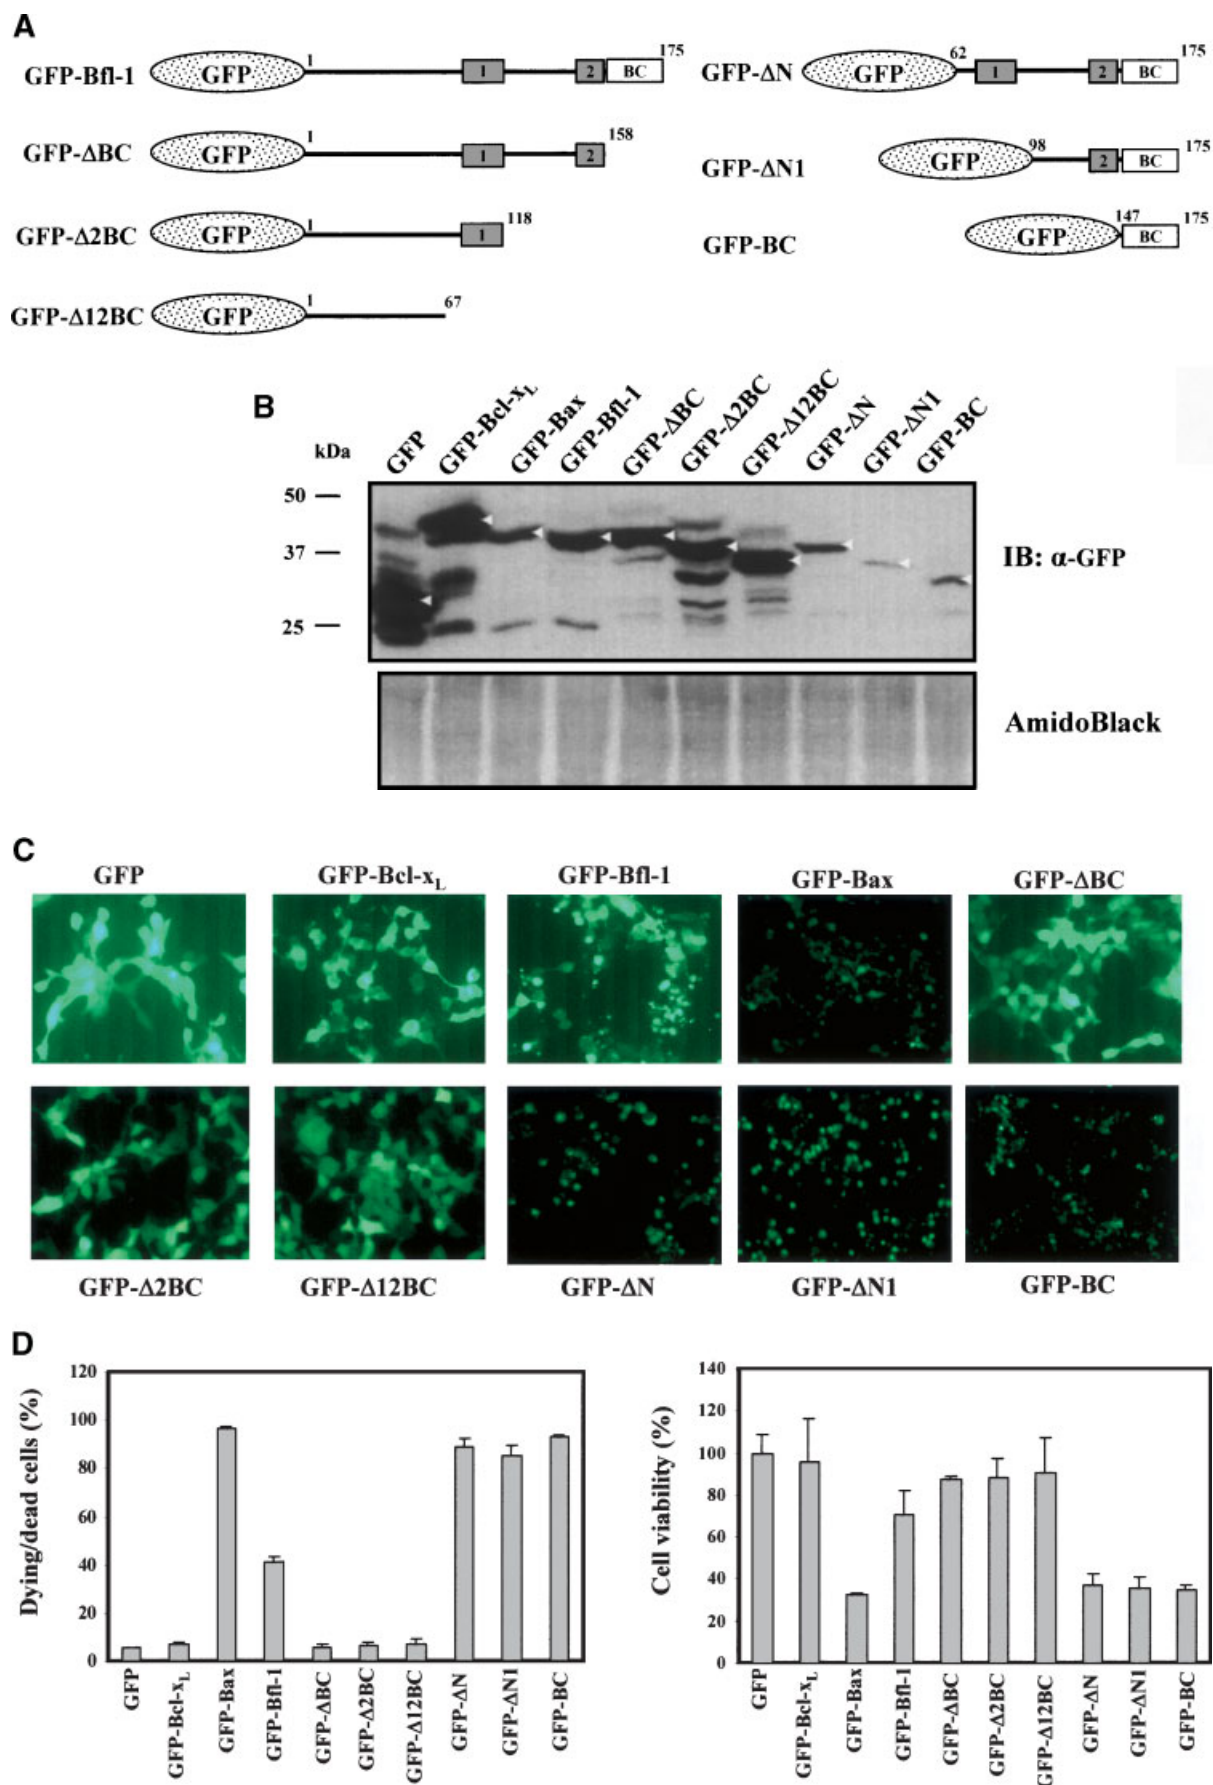 A
GFP-Bfl-1 GFP 1 1 2 BC 175
GFP-ΔN GFP 62 1 2 BC 175
GFP-ΔBC GFP 1 1 2 158
GFP-ΔN1 GFP 98 2 BC 175
GFP-Δ2BC GFP 1 1 118
GFP-BC GFP 147 BC 175
GFP-Δ12BC GFP 1 67
B
kDa
GFP GFP-Bcl-xL GFP-Bax GFP-Bfl-1 GFP-ΔBC GFP-Δ2BC GFP-Δ12BC GFP-ΔN GFP-ΔN1 GFP-BC
50
37
25
IB: α-GFP
AmidoBlack
C
GFP GFP-Bcl-xL GFP-Bfl-1 GFP-Bax GFP-ΔBC
GFP-Δ2BC GFP-Δ12BC GFP-ΔN GFP-ΔN1 GFP-BC
D
Dying/dead cells (%)
120
100
80
60
40
20
0
GFP GFP-Bcl-xL GFP-Bax GFP-Bfl-1 GFP-ΔBC GFP-Δ2BC GFP-Δ12BC GFP-ΔN GFP-ΔN1 GFP-BC
Cell viability (%)
140
120
100
80
60
40
20
0
GFP GFP-Bcl-xL GFP-Bax GFP-Bfl-1 GFP-ΔBC GFP-Δ2BC GFP-Δ12BC GFP-ΔN GFP-ΔN1 GFP-BC